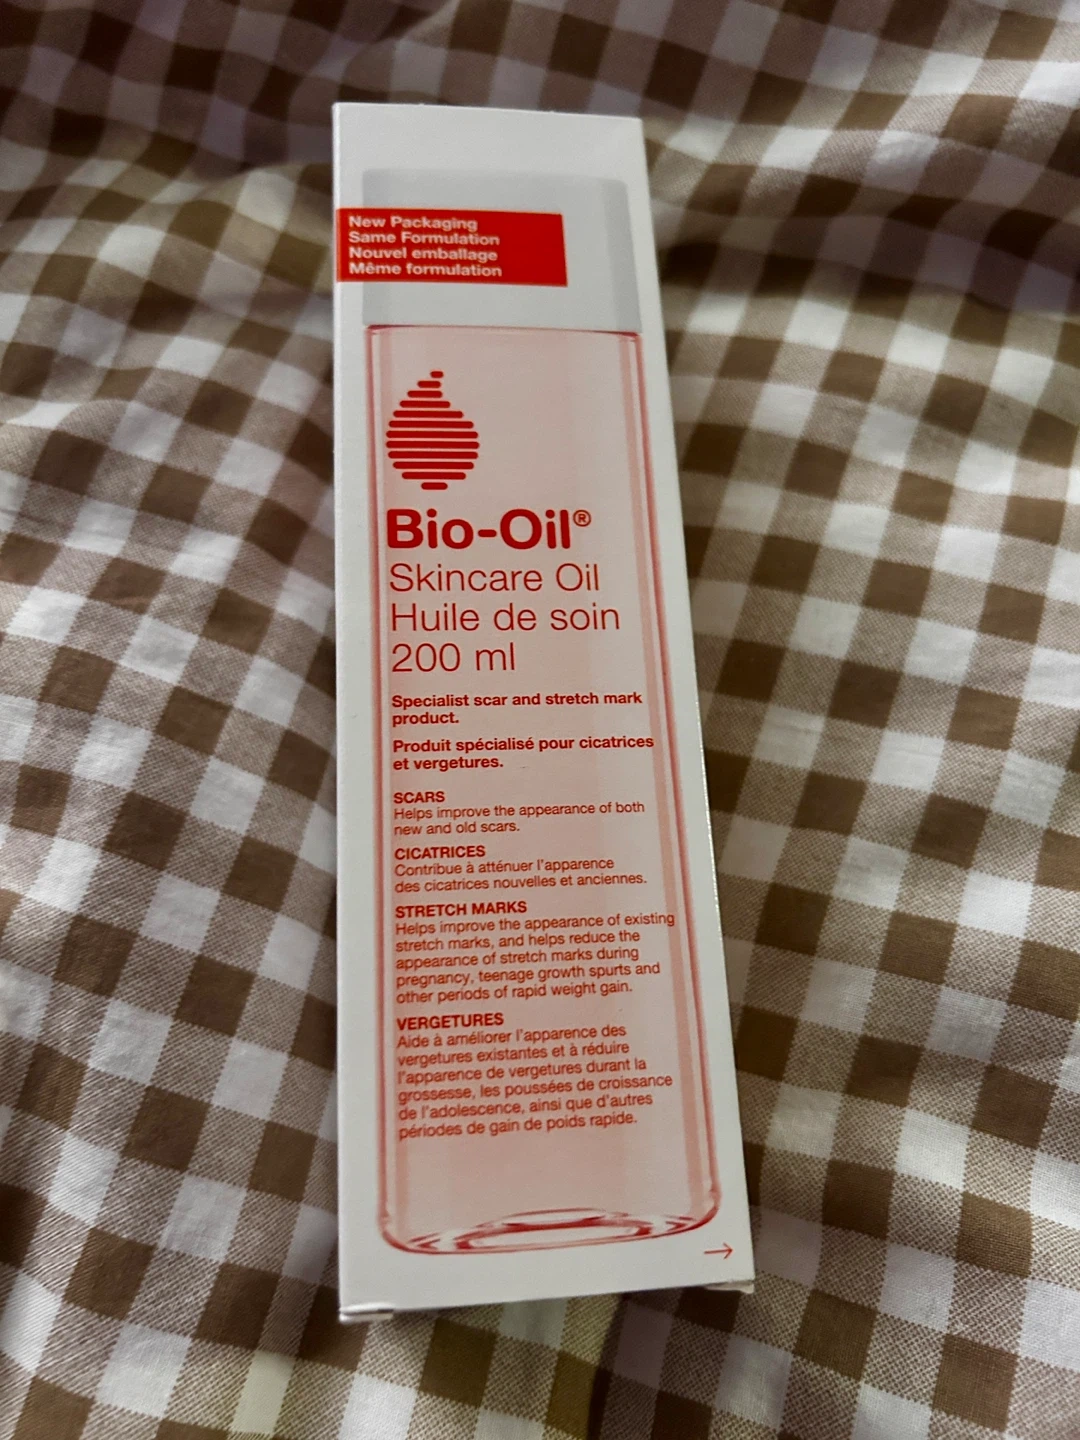 New Packaging
Same Formulation
Nouvel emballage
Même formulation
Bio-Oil®
Skincare Oil
Huile de soin
200 ml
Specialist scar and stretch mark
product.
Produit spécialisé pour cicatrices
et vergetures.
SCARS
Helps improve the appearance of both
new and old scars.
CICATRICES
Contribue à atténuer l'apparence
des cicatrices nouvelles et anciennes.
STRETCH MARKS
Helps improve the appearance of existing
stretch marks, and helps reduce the
appearance of stretch marks during
pregnancy, teenage growth spurts and
other periods of rapid weight gain.
VERGETURES
Aide à améliorer l'apparence des
vergetures existantes et à réduire
l'apparence de vergetures durant la
grossesse, les poussées de croissance
de l'adolescence, ainsi que d'autres
périodes de gain de poids rapide.